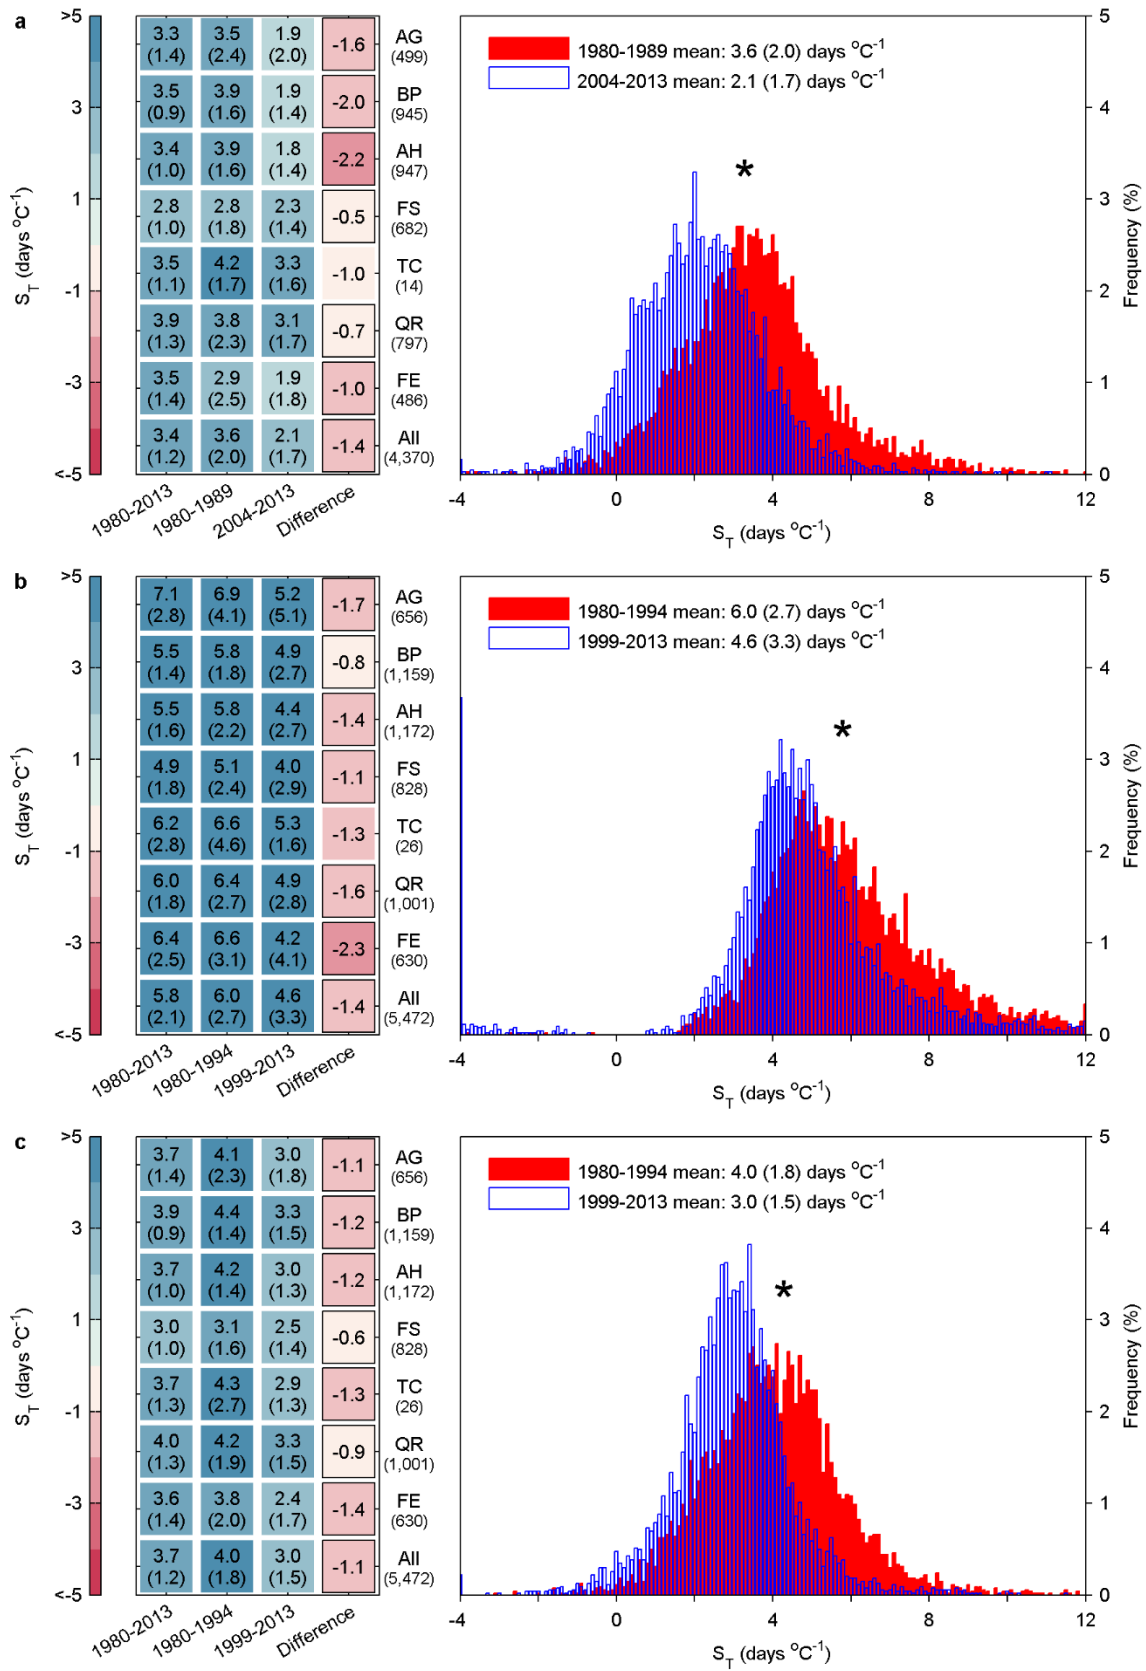 a
>5
3
1
-1
-3
<-5
S_T (days °C⁻¹)
3.3 3.5 1.9 -1.6 AG
(1.4) (2.4) (2.0) (499)
3.5 3.9 1.9 -2.0 BP
(0.9) (1.6) (1.4) (945)
3.4 3.9 1.8 -2.2 AH
(1.0) (1.6) (1.4) (947)
2.8 2.8 2.3 -0.5 FS
(1.0) (1.8) (1.4) (682)
3.5 4.2 3.3 -1.0 TC
(1.1) (1.7) (1.6) (14)
3.9 3.8 3.1 -0.7 QR
(1.3) (2.3) (1.7) (797)
3.5 2.9 1.9 -1.0 FE
(1.4) (2.5) (1.8) (486)
3.4 3.6 2.1 -1.4 All
(1.2) (2.0) (1.7) (4,370)
1980-2013 1980-1989 2004-2013 Difference
1980-1989 mean: 3.6 (2.0) days °C⁻¹
2004-2013 mean: 2.1 (1.7) days °C⁻¹
*
5
4
3
2
1
0
Frequency (%)
-4 0 4 8 12
S_T (days °C⁻¹)
b
>5
3
1
-1
-3
<-5
S_T (days °C⁻¹)
7.1 6.9 5.2 -1.7 AG
(2.8) (4.1) (5.1) (656)
5.5 5.8 4.9 -0.8 BP
(1.4) (1.8) (2.7) (1,159)
5.5 5.8 4.4 -1.4 AH
(1.6) (2.2) (2.7) (1,172)
4.9 5.1 4.0 -1.1 FS
(1.8) (2.4) (2.9) (828)
6.2 6.6 5.3 -1.3 TC
(2.8) (4.6) (1.6) (26)
6.0 6.4 4.9 -1.6 QR
(1.8) (2.7) (2.8) (1,001)
6.4 6.6 4.2 -2.3 FE
(2.5) (3.1) (4.1) (630)
5.8 6.0 4.6 -1.4 All
(2.1) (2.7) (3.3) (5,472)
1980-2013 1980-1994 1999-2013 Difference
1980-1994 mean: 6.0 (2.7) days °C⁻¹
1999-2013 mean: 4.6 (3.3) days °C⁻¹
*
5
4
3
2
1
0
Frequency (%)
-4 0 4 8 12
S_T (days °C⁻¹)
c
>5
3
1
-1
-3
<-5
S_T (days °C⁻¹)
3.7 4.1 3.0 -1.1 AG
(1.4) (2.3) (1.8) (656)
3.9 4.4 3.3 -1.2 BP
(0.9) (1.4) (1.5) (1,159)
3.7 4.2 3.0 -1.2 AH
(1.0) (1.4) (1.3) (1,172)
3.0 3.1 2.5 -0.6 FS
(1.0) (1.6) (1.4) (828)
3.7 4.3 2.9 -1.3 TC
(1.3) (2.7) (1.3) (26)
4.0 4.2 3.3 -0.9 QR
(1.3) (1.9) (1.5) (1,001)
3.6 3.8 2.4 -1.4 FE
(1.4) (2.0) (1.7) (630)
3.7 4.0 3.0 -1.1 All
(1.2) (1.8) (1.5) (5,472)
1980-2013 1980-1994 1999-2013 Difference
1980-1994 mean: 4.0 (1.8) days °C⁻¹
1999-2013 mean: 3.0 (1.5) days °C⁻¹
*
5
4
3
2
1
0
Frequency (%)
-4 0 4 8 12
S_T (days °C⁻¹)